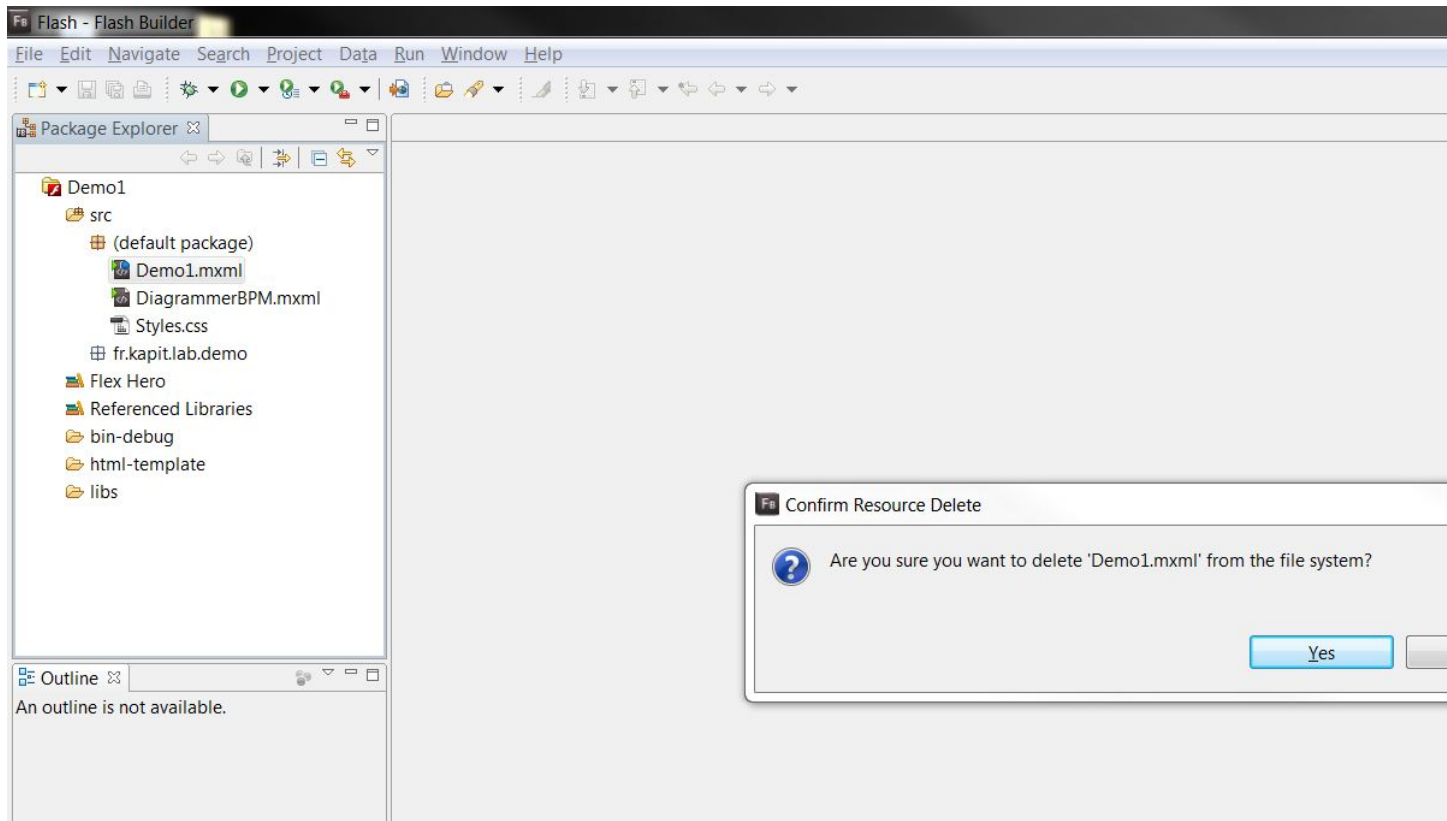 Flash - Flash Builder
File Edit Navigate Search Project Data Run Window Help
Package Explorer
Demo1
src
(default package)
Demo1.mxml
DiagrammerBPM.mxml
Styles.css
fr.kapit.lab.demo
Flex Hero
Referenced Libraries
bin-debug
html-template
libs
Outline
An outline is not available.
Confirm Resource Delete
Are you sure you want to delete 'Demo1.mxml' from the file system?
Yes